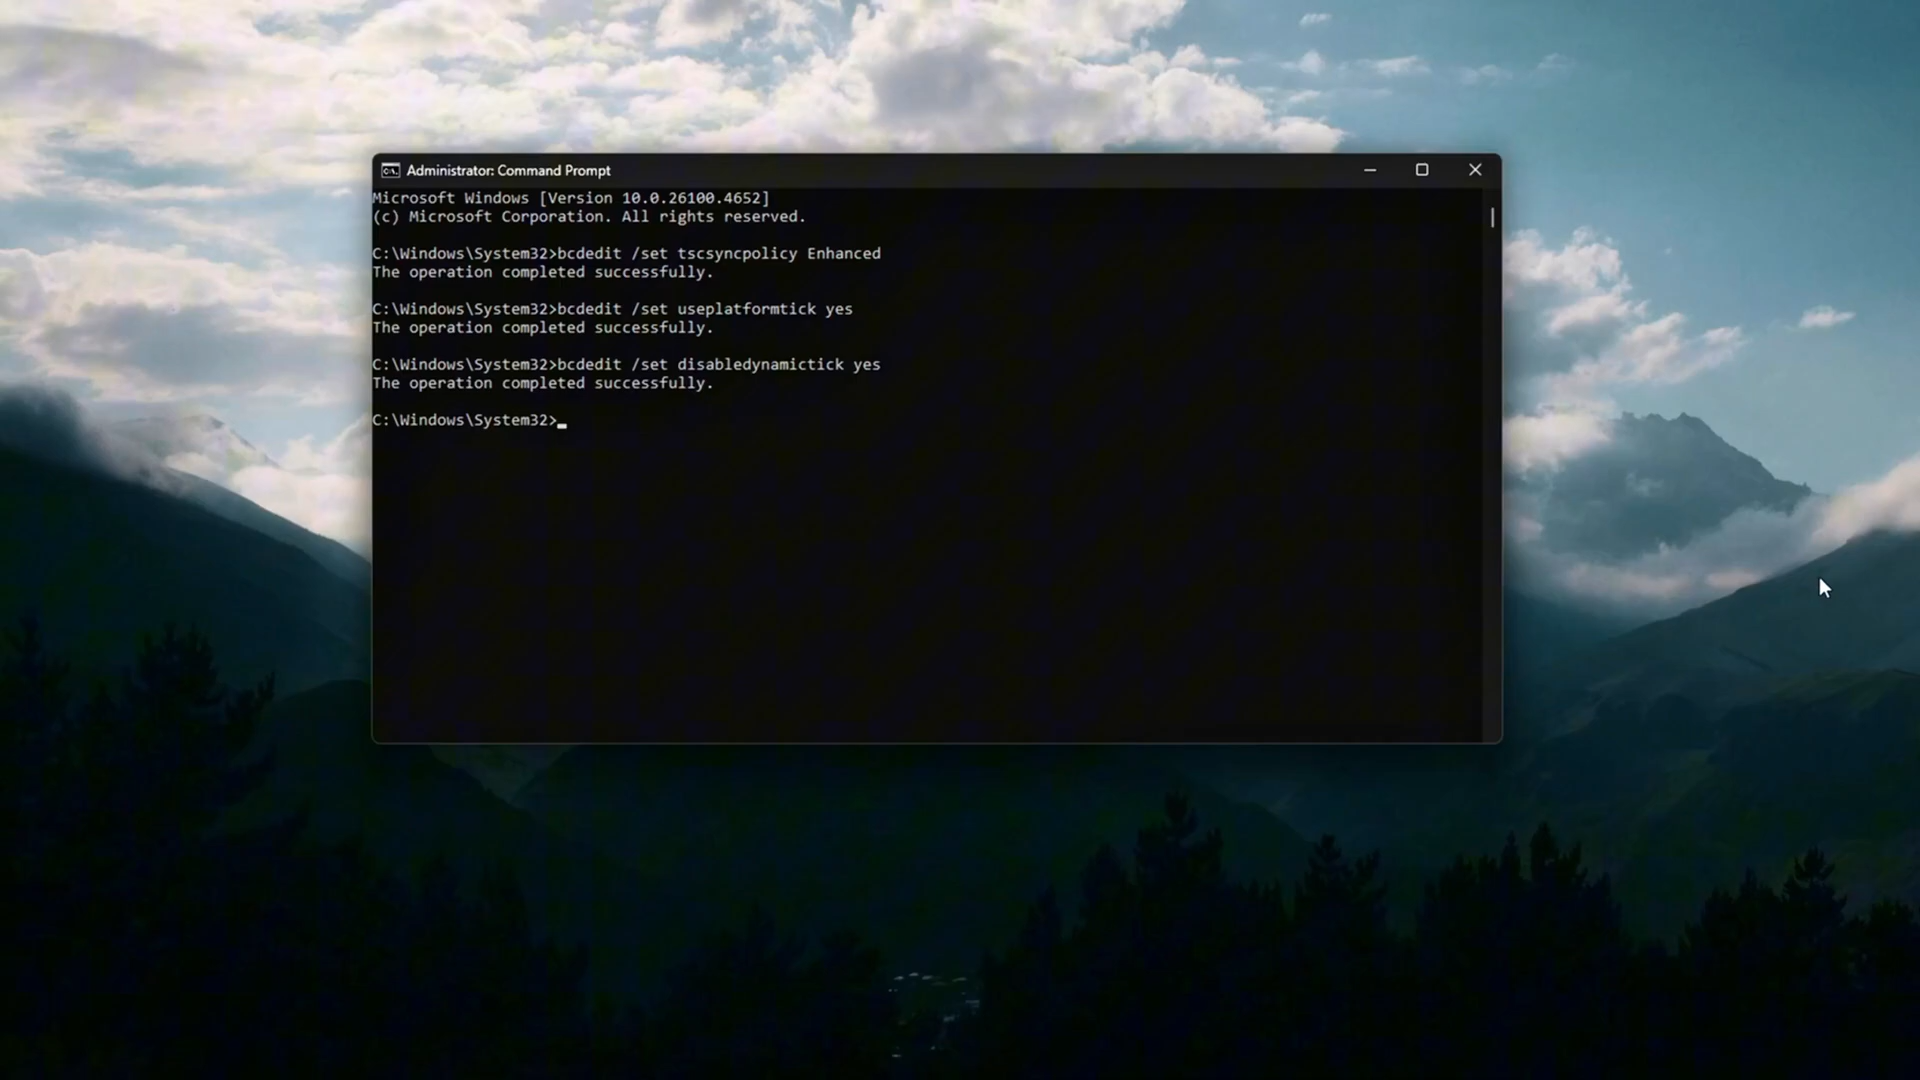 Administrator: Command Prompt
Microsoft Windows [Version 10.0.26100.4652]
(c) Microsoft Corporation. All rights reserved.
C:\Windows\System32>bcdedit /set tscsyncpolicy Enhanced
The operation completed successfully.
C:\Windows\System32>bcdedit /set useplatformtick yes
The operation completed successfully.
C:\Windows\System32>bcdedit /set disabledynamictick yes
The operation completed successfully.
C:\Windows\System32>